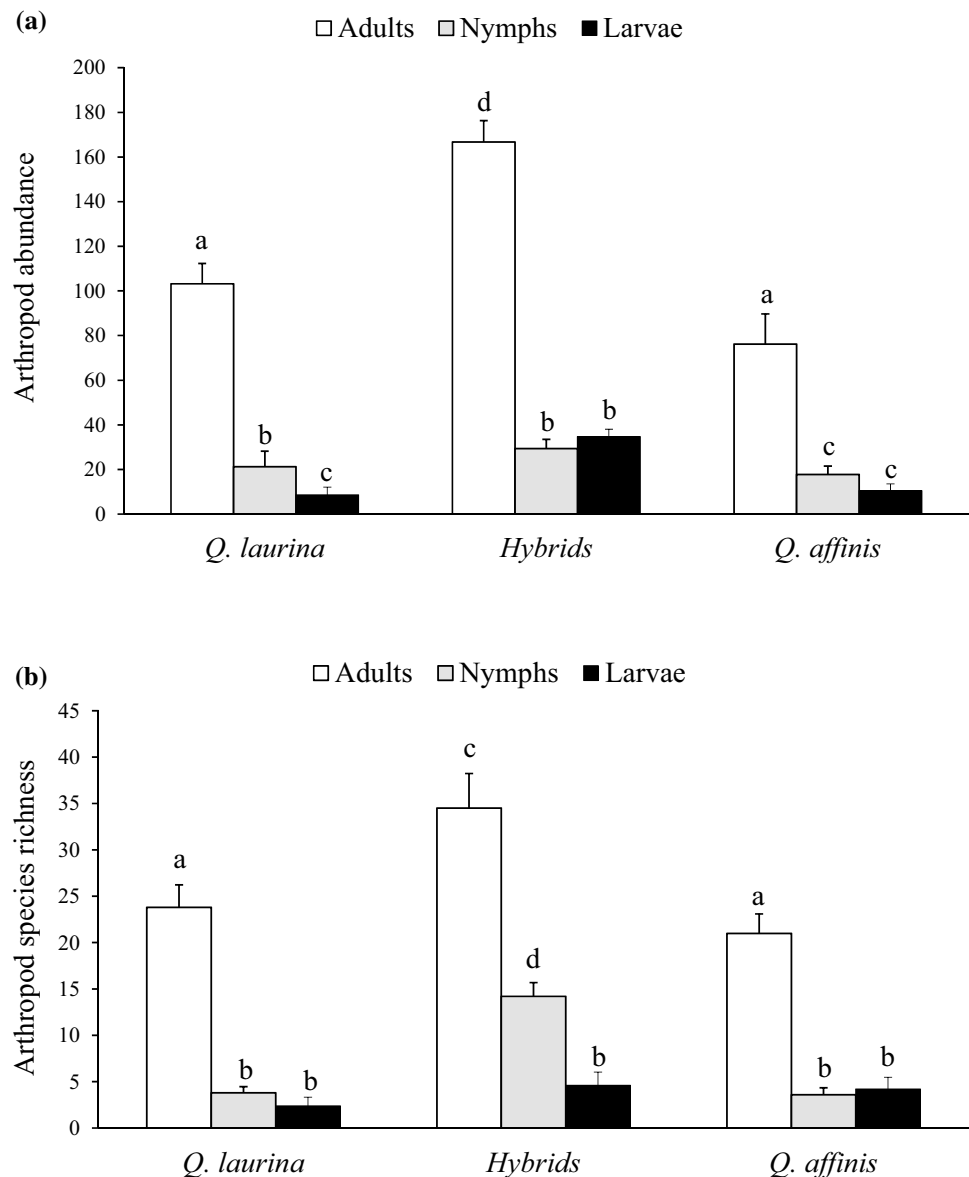 (a)
Adults Nymphs Larvae
200
180
160
140
120
100
80
60
40
20
0
Arthropod abundance
a
b
c
d
b
b
a
c
c
Q. laurina Hybrids Q. affinis
(b)
Adults Nymphs Larvae
45
40
35
30
25
20
15
10
5
0
Arthropod species richness
a
b
b
c
d
b
a
b
b
Q. laurina Hybrids Q. affinis